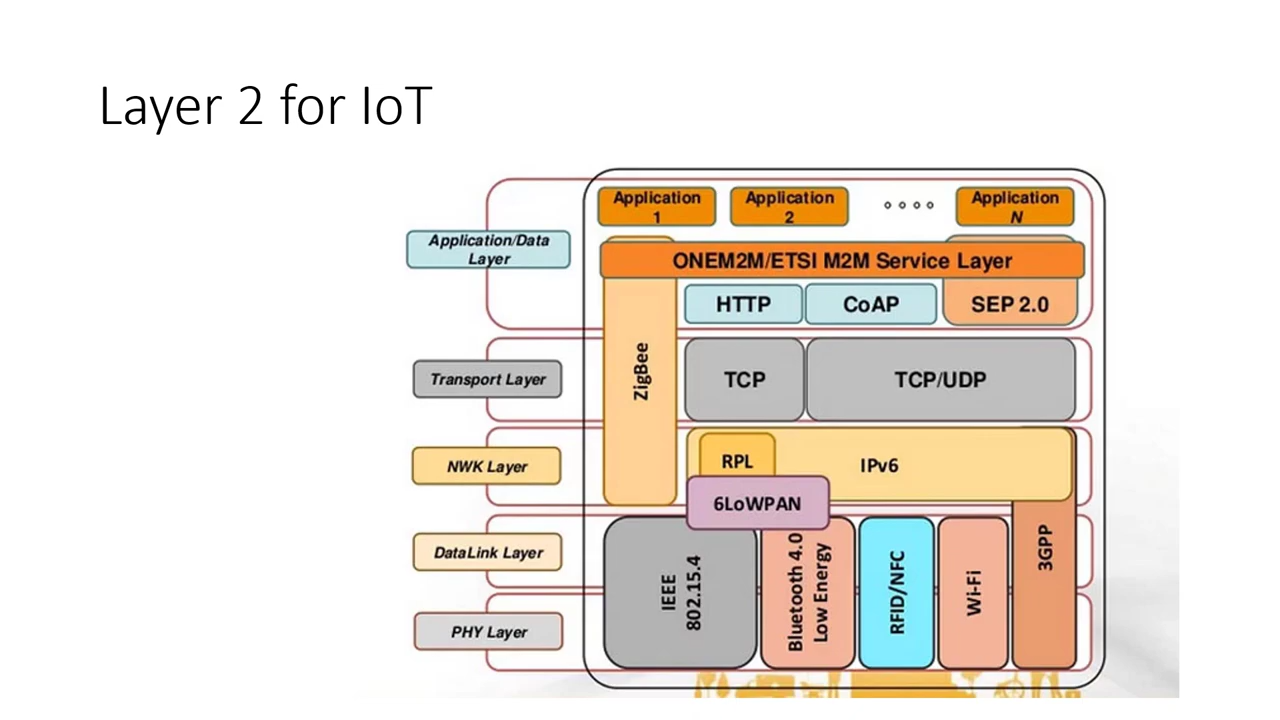 Layer 2 for IoT
Application
1
Application
2
Application
N
Application/Data
Layer
ONEM2M/ETSI M2M Service Layer
HTTP
CoAP
SEP 2.0
ZigBee
Transport Layer
TCP
TCP/UDP
NWK Layer
RPL
IPv6
6LoWPAN
DataLink Layer
IEEE
802.15.4
Bluetooth 4.0
Low Energy
RFID/NFC
Wi-Fi
3GPP
PHY Layer